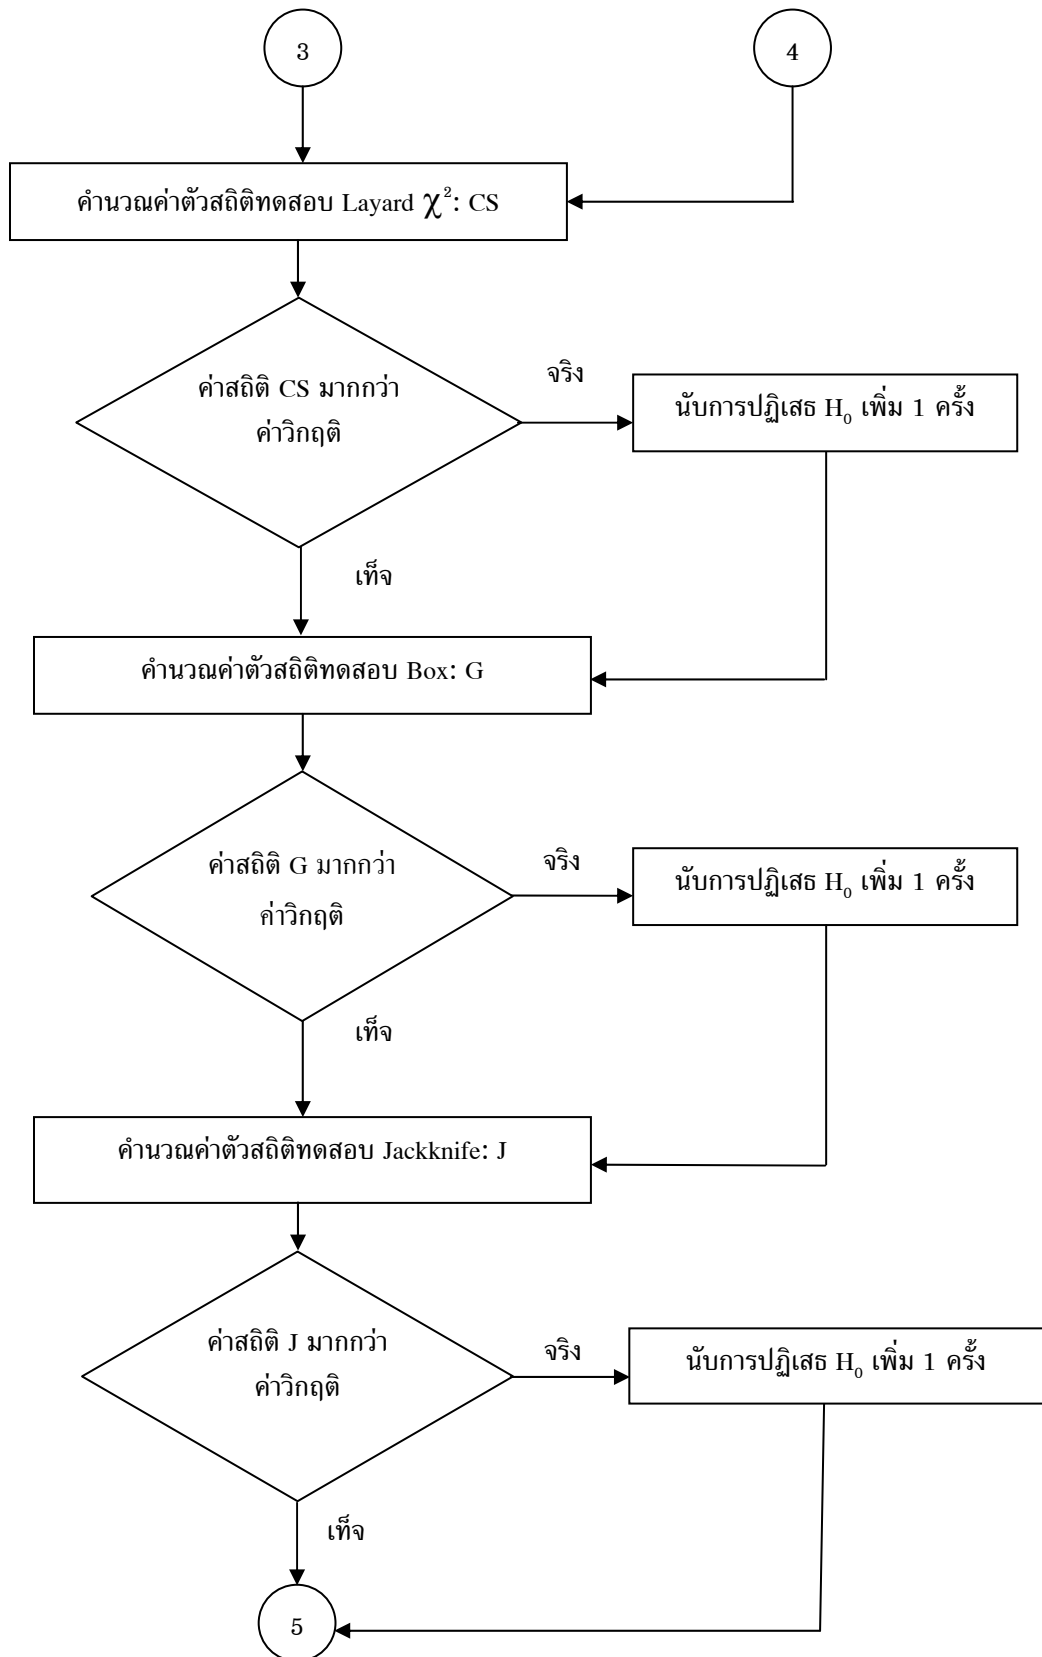 3
4
คำนวณค่าตัวสถิติทดสอบ Layard χ²: CS
ค่าสถิติ CS มากกว่า
ค่าวิกฤติ
จริง
นับการปฏิเสธ H₀ เพิ่ม 1 ครั้ง
เท็จ
คำนวณค่าตัวสถิติทดสอบ Box: G
ค่าสถิติ G มากกว่า
ค่าวิกฤติ
จริง
นับการปฏิเสธ H₀ เพิ่ม 1 ครั้ง
เท็จ
คำนวณค่าตัวสถิติทดสอบ Jackknife: J
ค่าสถิติ J มากกว่า
ค่าวิกฤติ
จริง
นับการปฏิเสธ H₀ เพิ่ม 1 ครั้ง
เท็จ
5